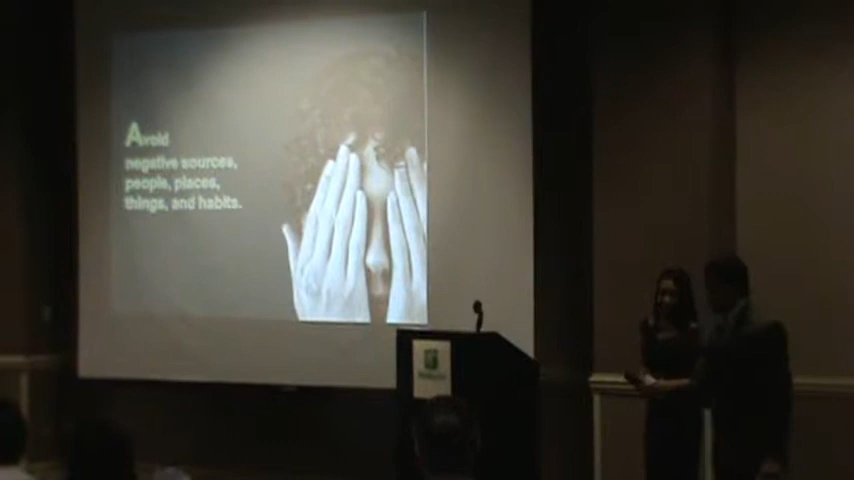 Avoid
negative sources,
people, places,
things, and habits.